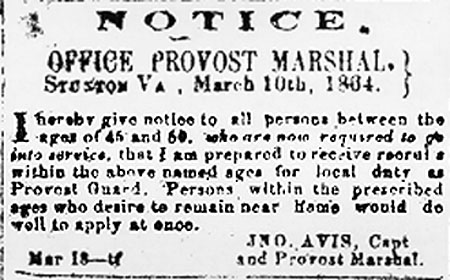 NOTICE.
OFFICE PROVOST MARSHAL.
VA, March 10th, 1864.
I hereby give notice to all persons between the
ages of 45 and 50, who are now required to go
into service, that I am prepared to receive recruits
within the above named ages for local duty as
Provost Guard. Persons within the prescribed
ages who desire to remain near home would do
well to apply at once.
JNO. AVIS, Capt
Mar 18—tf and Provost Marshal.